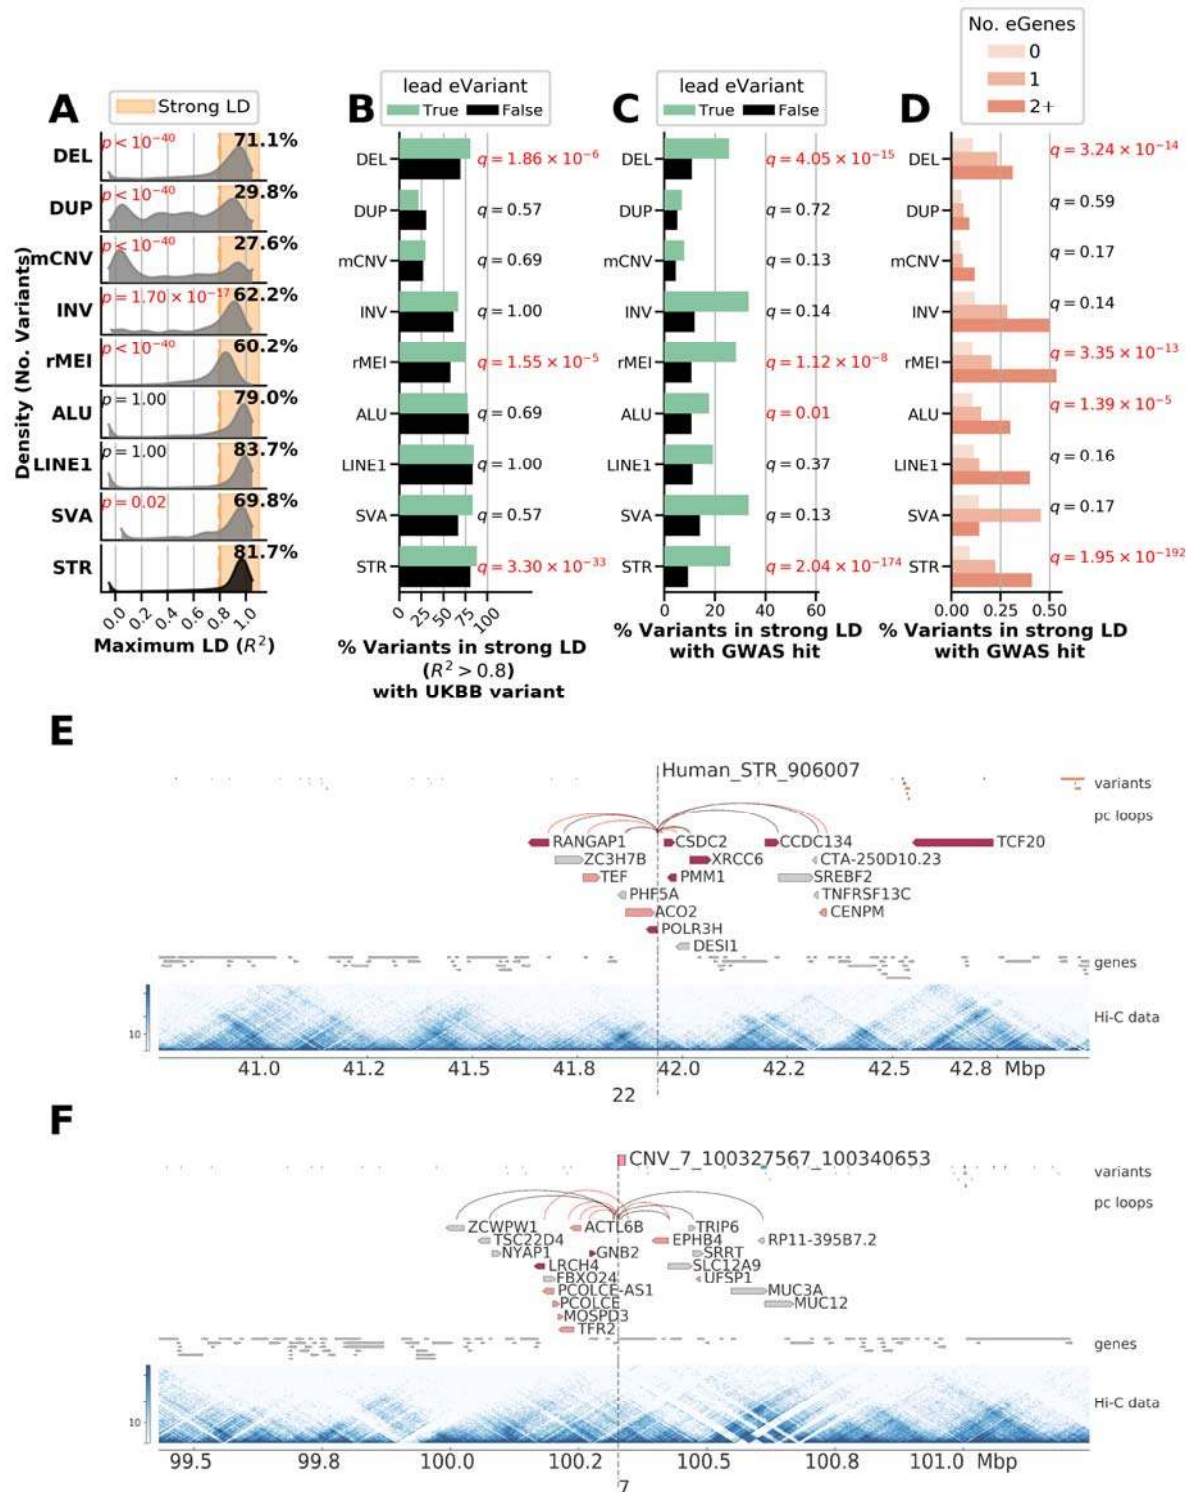 No. eGenes
0
1
2+
A
Strong LD
B
lead eVariant
True False
C
lead eVariant
True False
D
Density (No. Variants)
DEL
p < 10⁻⁴⁰
71.1%
DUP
p < 10⁻⁴⁰
29.8%
mCNV
p < 10⁻⁴⁰
27.6%
INV
p = 1.70 × 10⁻¹⁷
62.2%
rMEI
p < 10⁻⁴⁰
60.2%
ALU
p = 1.00
79.0%
LINE1
p = 1.00
83.7%
SVA
p = 0.02
69.8%
STR
81.7%
0.0 0.2 0.4 0.6 0.8 1.0
Maximum LD (R²)
DEL q = 1.86 × 10⁻⁶
DUP q = 0.57
mCNV q = 0.69
INV q = 1.00
rMEI q = 1.55 × 10⁻⁵
ALU q = 0.69
LINE1 q = 1.00
SVA q = 0.57
STR q = 3.30 × 10⁻³³
0 25 50 75 100
% Variants in strong LD
(R² > 0.8)
with UKBB variant
DEL q = 4.05 × 10⁻¹⁵
DUP q = 0.72
mCNV q = 0.13
INV q = 0.14
rMEI q = 1.12 × 10⁻⁸
ALU q = 0.01
LINE1 q = 0.37
SVA q = 0.13
STR q = 2.04 × 10⁻¹⁷⁴
0 20 40 60
% Variants in strong LD
with GWAS hit
DEL q = 3.24 × 10⁻¹⁴
DUP q = 0.59
mCNV q = 0.17
INV q = 0.14
rMEI q = 3.35 × 10⁻¹³
ALU q = 1.39 × 10⁻⁵
LINE1 q = 0.16
SVA q = 0.17
STR q = 1.95 × 10⁻¹⁹²
0.00 0.25 0.50
% Variants in strong LD
with GWAS hit
E
Human_STR_906007
variants
pc loops
RANGAP1 CSDC2 CCDC134 TCF20
ZC3H7B XRCC6 CTA-250D10.23
TEF PMM1 SREBF2
PHF5A TNFRSF13C
ACO2 CENPM
POLR3H
DESI1
genes
Hi-C data
10
41.0 41.2 41.5 41.8 42.0 42.2 42.5 42.8 Mbp
22
F
CNV_7_100327567_100340653
variants
pc loops
ZCWPW1 ACTL6B TRIP6
TSC22D4 EPHB4 RP11-395B7.2
NYAP1 GNB2 SRRT
LRCH4 SLC12A9
FBXO24 UFSP1
PCOLCE-AS1 MUC3A
PCOLCE MUC12
MOSPD3
TFR2
genes
Hi-C data
10
99.5 99.8 100.0 100.2 100.5 100.8 101.0 Mbp
7